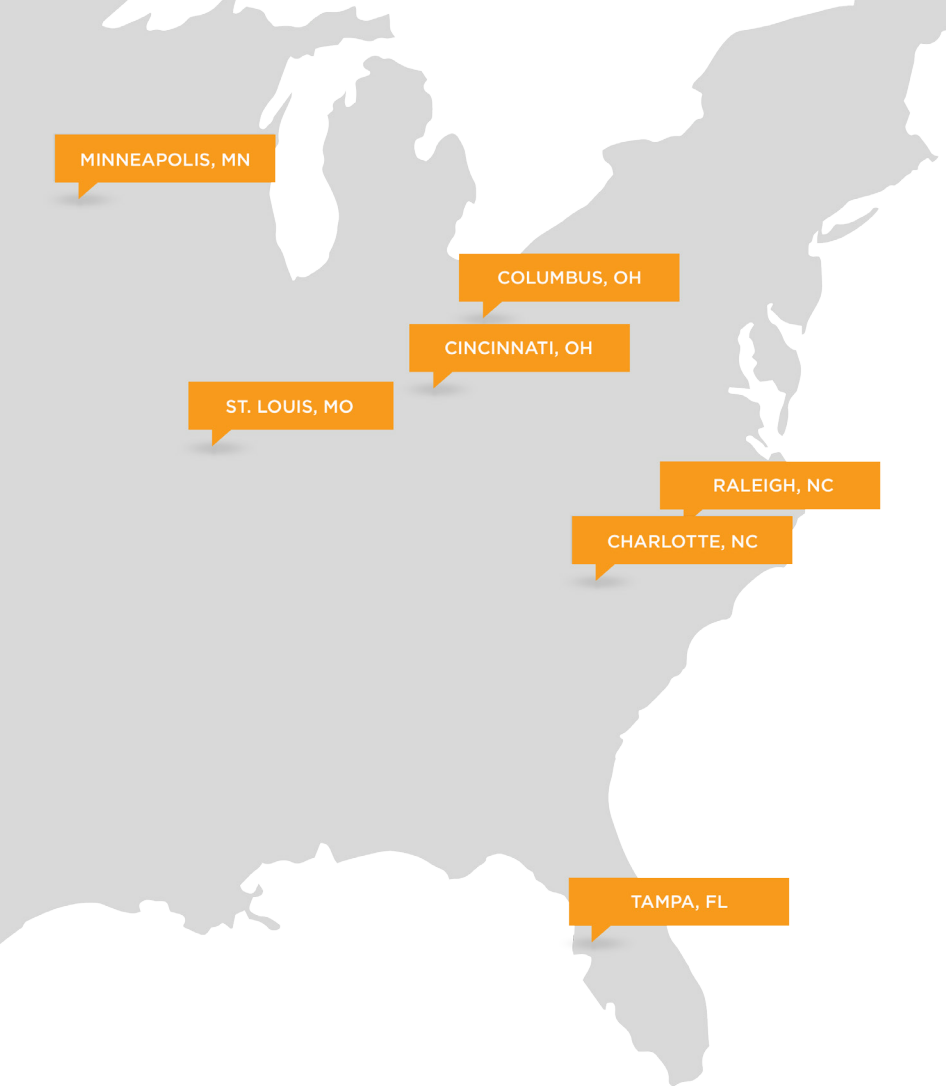 MINNEAPOLIS, MN
COLUMBUS, OH
CINCINNATI, OH
ST. LOUIS, MO
RALEIGH, NC
CHARLOTTE, NC
TAMPA, FL